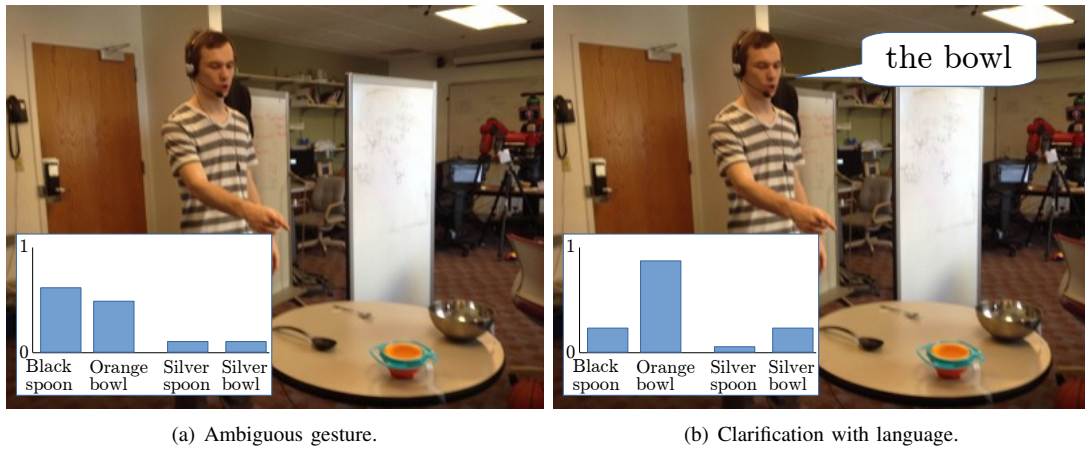 the bowl
1
0
Black
spoon
Orange
bowl
Silver
spoon
Silver
bowl
1
0
Black
spoon
Orange
bowl
Silver
spoon
Silver
bowl
(a) Ambiguous gesture.
(b) Clarification with language.